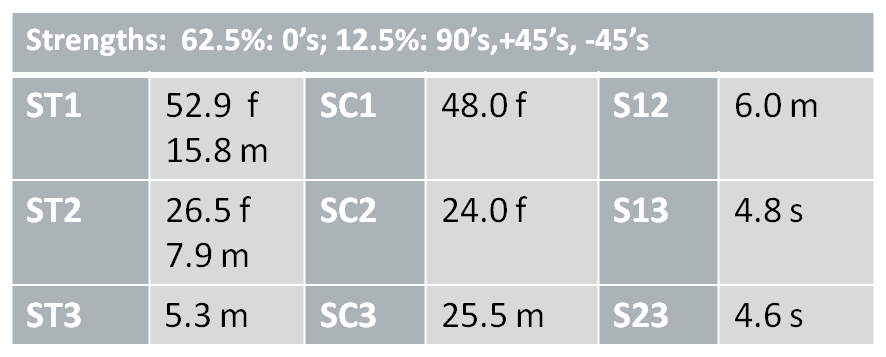 Strengths: 62.5%: 0’s; 12.5%: 90’s,+45’s, -45’s
ST1 52.9 f SC1 48.0 f S12 6.0 m
15.8 m
ST2 26.5 f SC2 24.0 f S13 4.8 s
7.9 m
ST3 5.3 m SC3 25.5 m S23 4.6 s